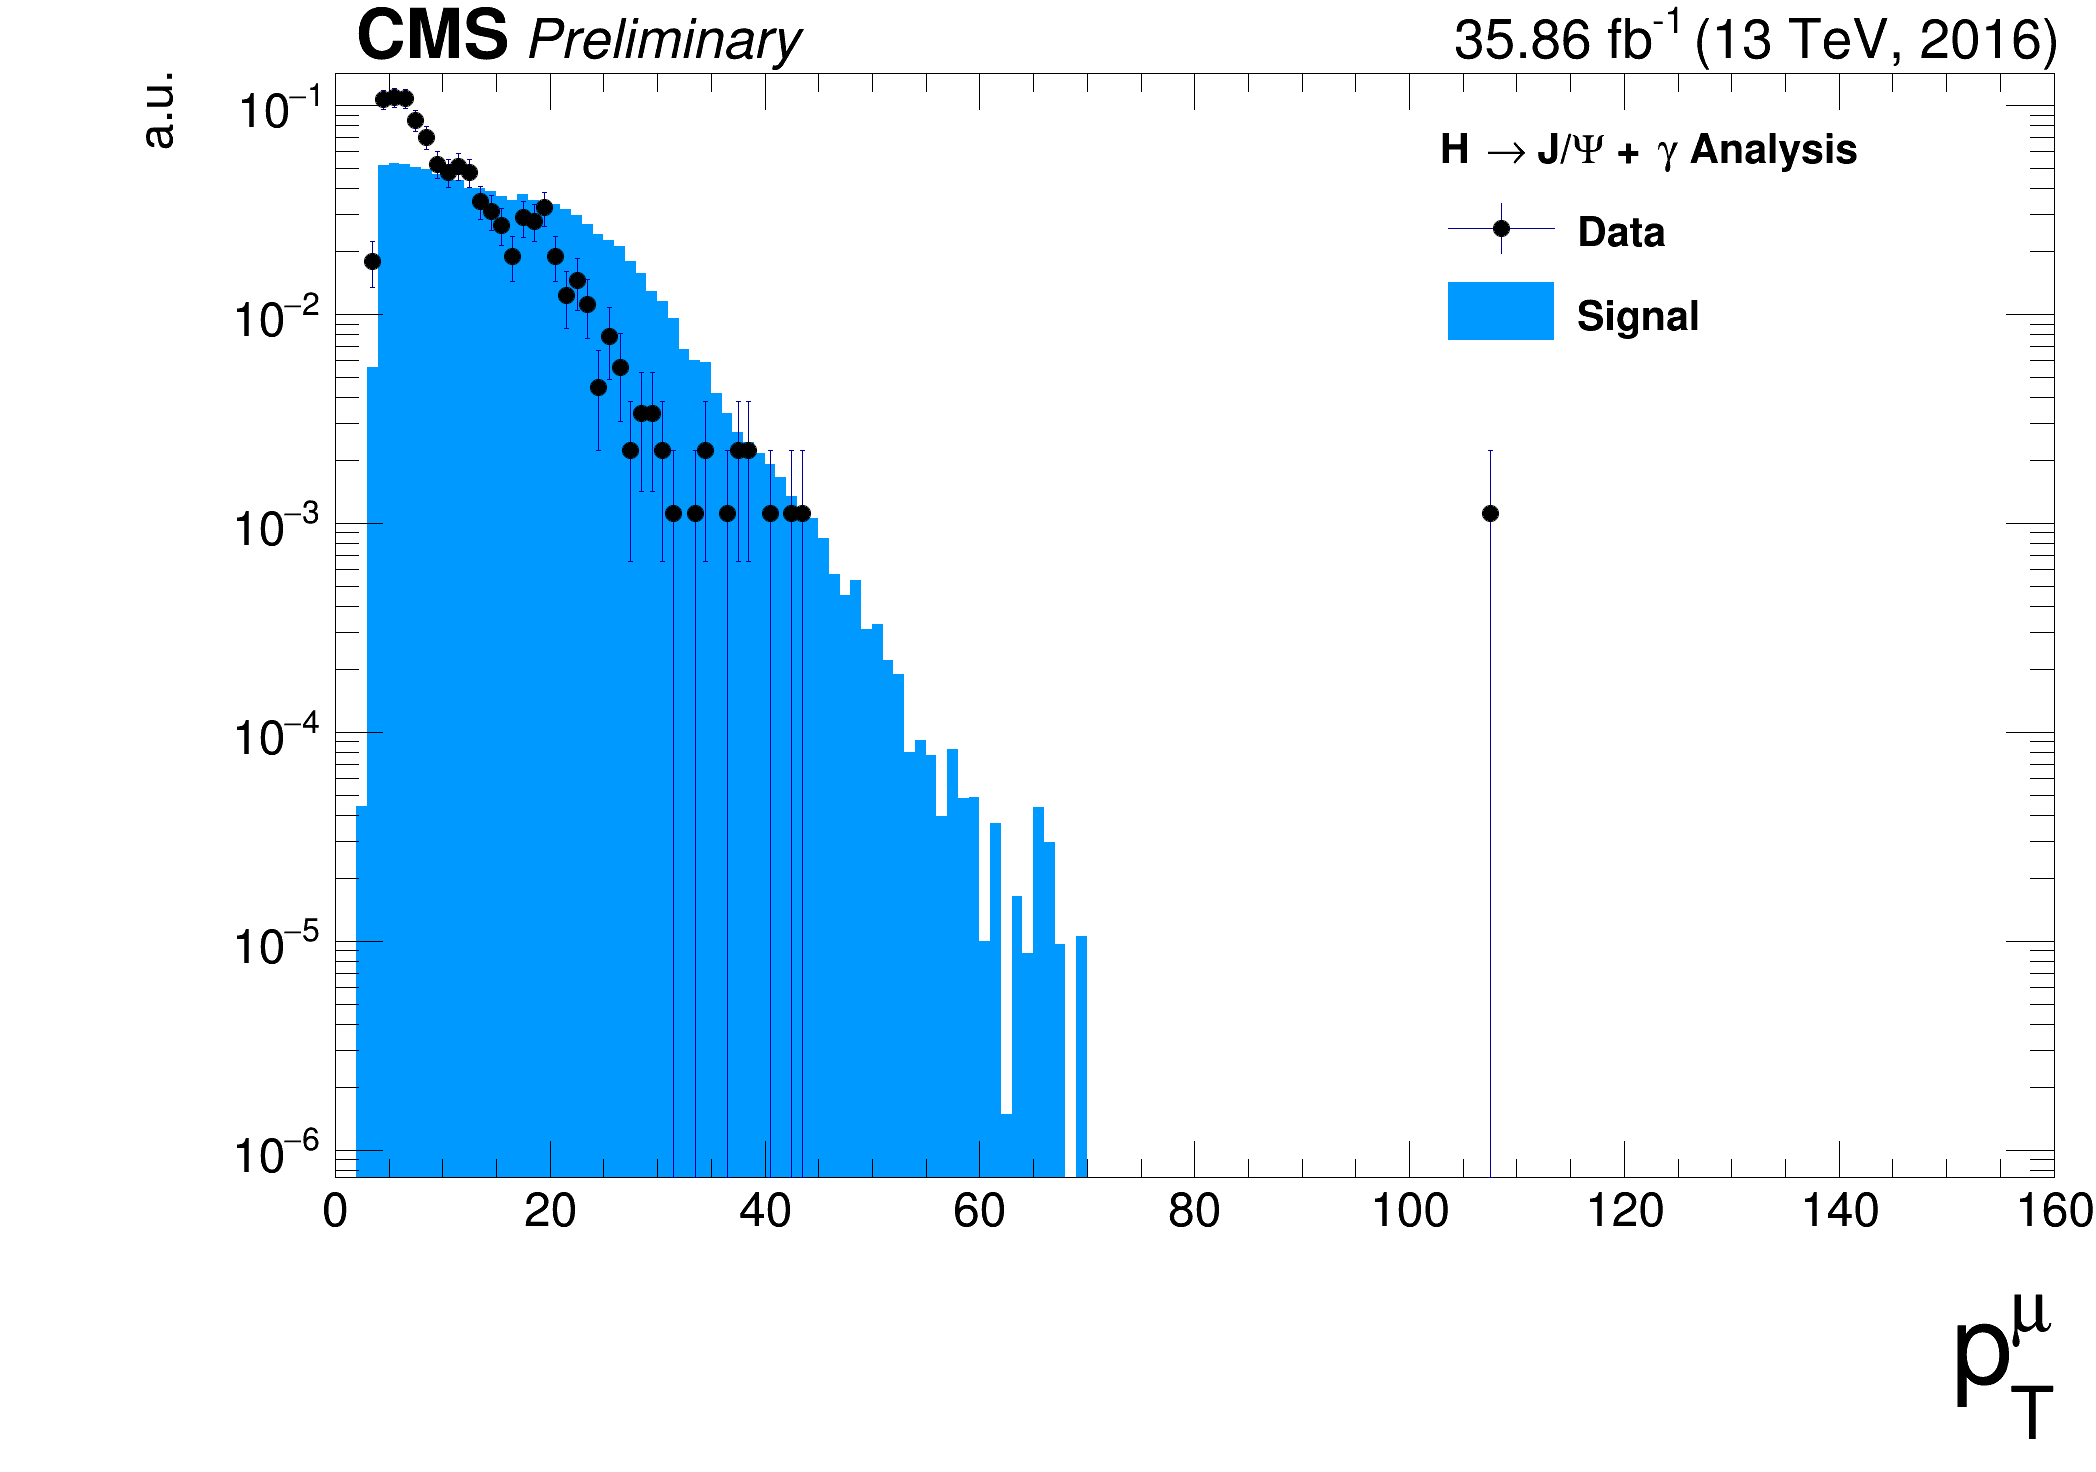 CMS Preliminary 35.86 fb⁻¹ (13 TeV, 2016)
a.u.
H → J/Ψ + γ Analysis
Data
Signal
10⁻¹
10⁻²
10⁻³
10⁻⁴
10⁻⁵
10⁻⁶
0 20 40 60 80 100 120 140 160
p_T^μ